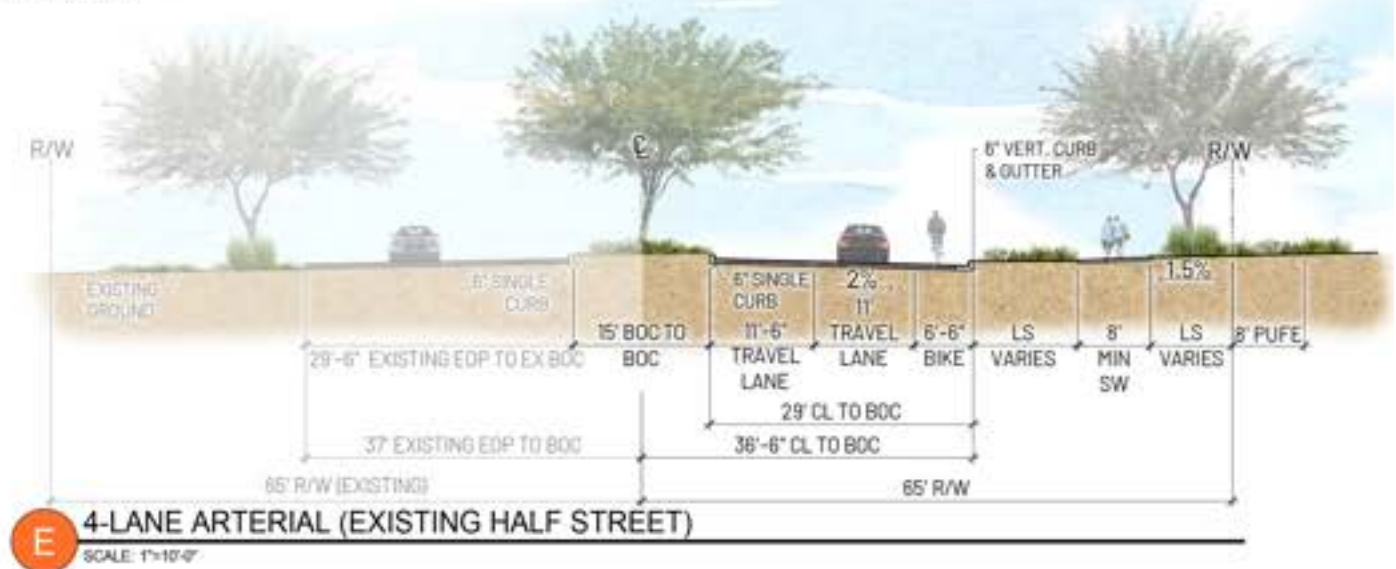 R/W
℄
6" VERT. CURB
& GUTTER
R/W
EXISTING
GROUND
6" SINGLE
CURB
6" SINGLE
CURB
2%
1.5%
29'-6" EXISTING EOP TO EX BOC
15' BOC TO
BOC
11'-6"
TRAVEL
LANE
11'
TRAVEL
LANE
6'-6"
BIKE
LS
VARIES
8'
MIN
SW
LS
VARIES
8' PUFE
29' CL TO BOC
37' EXISTING EOP TO BOC
36'-6" CL TO BOC
65' R/W (EXISTING)
65' R/W
E
4-LANE ARTERIAL (EXISTING HALF STREET)
SCALE: 1"=10'-0"